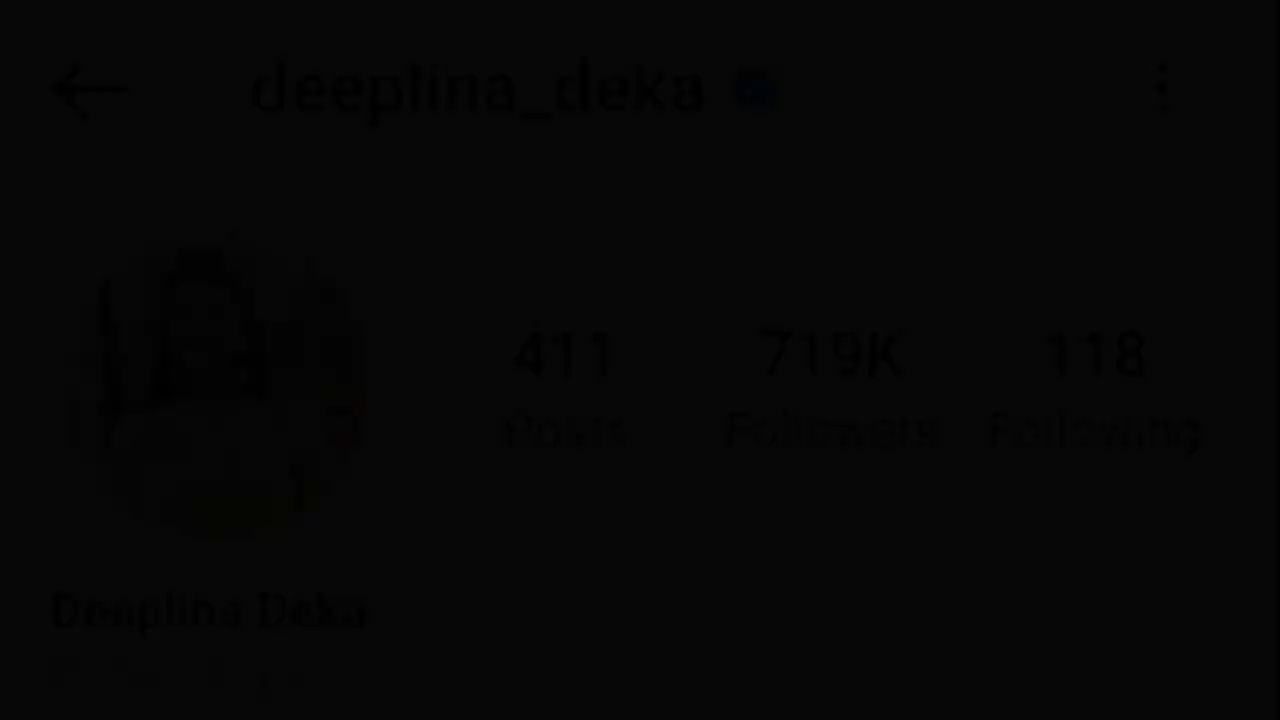 deeplina_deka
411 719K 118
Posts Followers Following
Deeplina Deka